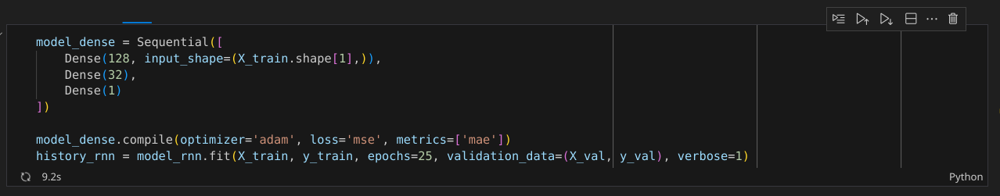 model_dense = Sequential([
    Dense(128, input_shape=(X_train.shape[1],)),
    Dense(32),
    Dense(1)
])

model_dense.compile(optimizer='adam', loss='mse', metrics=['mae'])
history_rnn = model_rnn.fit(X_train, y_train, epochs=25, validation_data=(X_val, y_val), verbose=1)
9.2s
Python